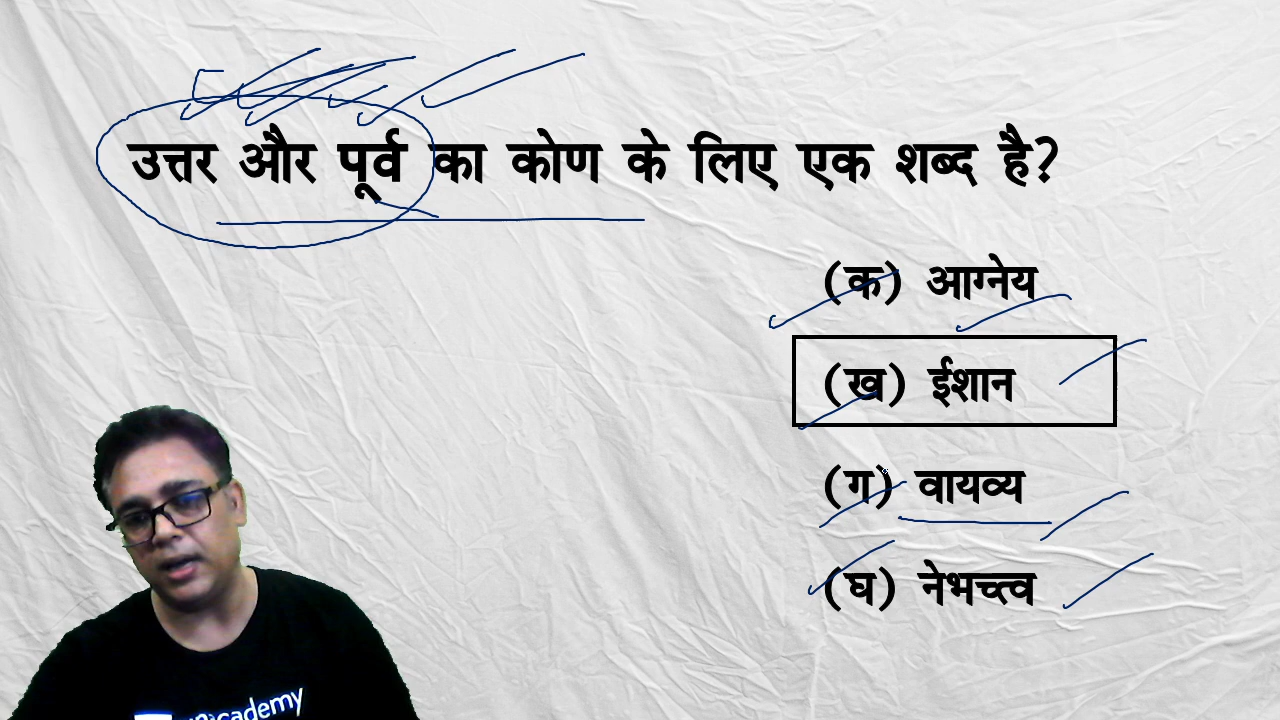 उत्तर और पूर्व का कोण के लिए एक शब्द है?
(क) आग्नेय
(ख) ईशान
(ग) वायव्य
(घ) नेभच्त्व